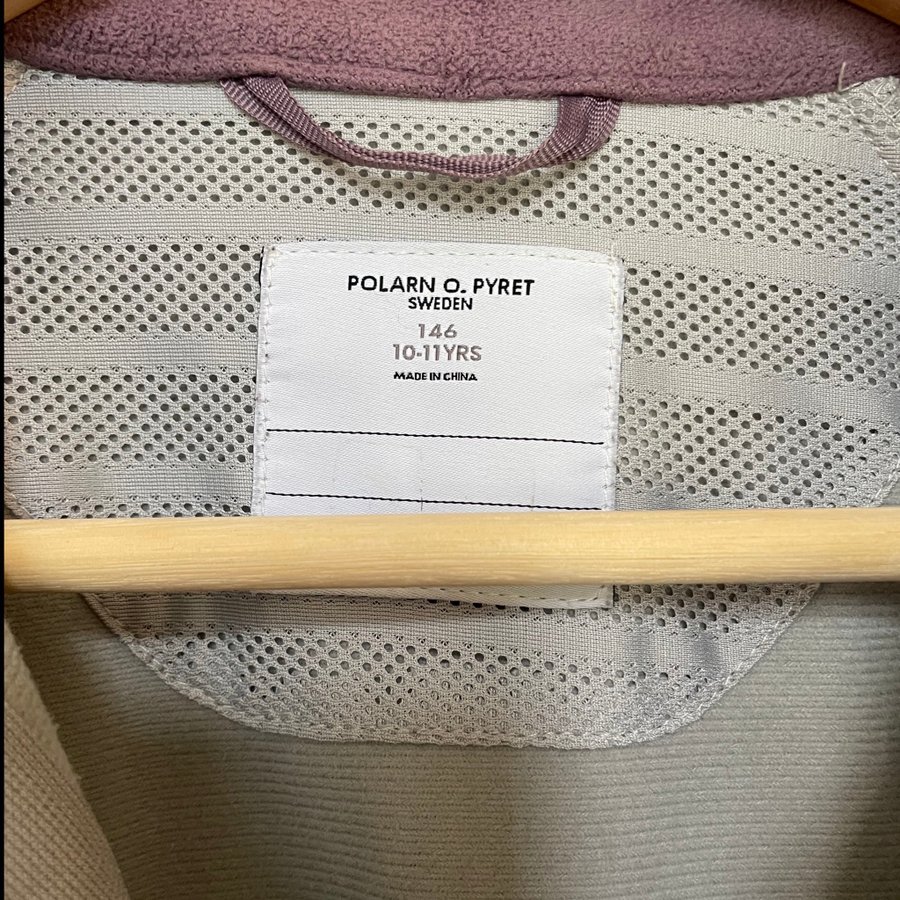 POLARN O. PYRET
SWEDEN
146
10-11YRS
MADE IN CHINA